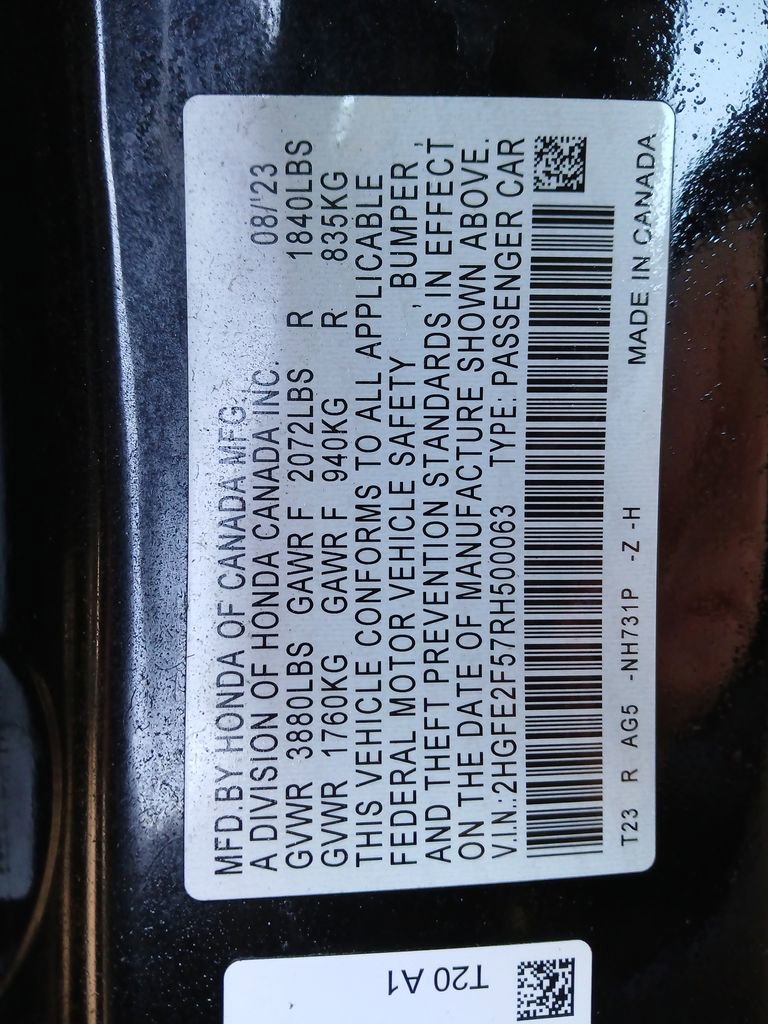 MFD.BY HONDA OF CANADA MFG.
A DIVISION OF HONDA CANADA INC. 08/'23
GVWR 3880LBS GAWR F 2072LBS R 1840LBS
GVWR 1760KG GAWR F 940KG R 835KG
THIS VEHICLE CONFORMS TO ALL APPLICABLE
FEDERAL MOTOR VEHICLE SAFETY , BUMPER ,
AND THEFT PREVENTION STANDARDS IN EFFECT
ON THE DATE OF MANUFACTURE SHOWN ABOVE.
V.I.N.:2HGFE2F57RH500063 TYPE: PASSENGER CAR
T23 R AG5 -NH731P -Z -H MADE IN CANADA
T20 A1